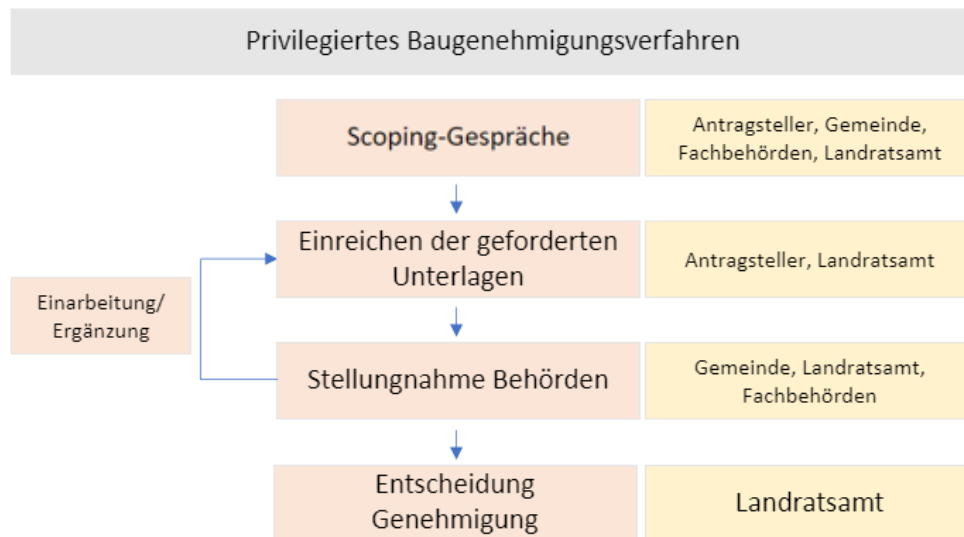 Privilegiertes Baugenehmigungsverfahren
Scoping-Gespräche
Antragsteller, Gemeinde,
Fachbehörden, Landratsamt
Einreichen der geforderten
Unterlagen
Antragsteller, Landratsamt
Einarbeitung/
Ergänzung
Stellungnahme Behörden
Gemeinde, Landratsamt,
Fachbehörden
Entscheidung
Genehmigung
Landratsamt